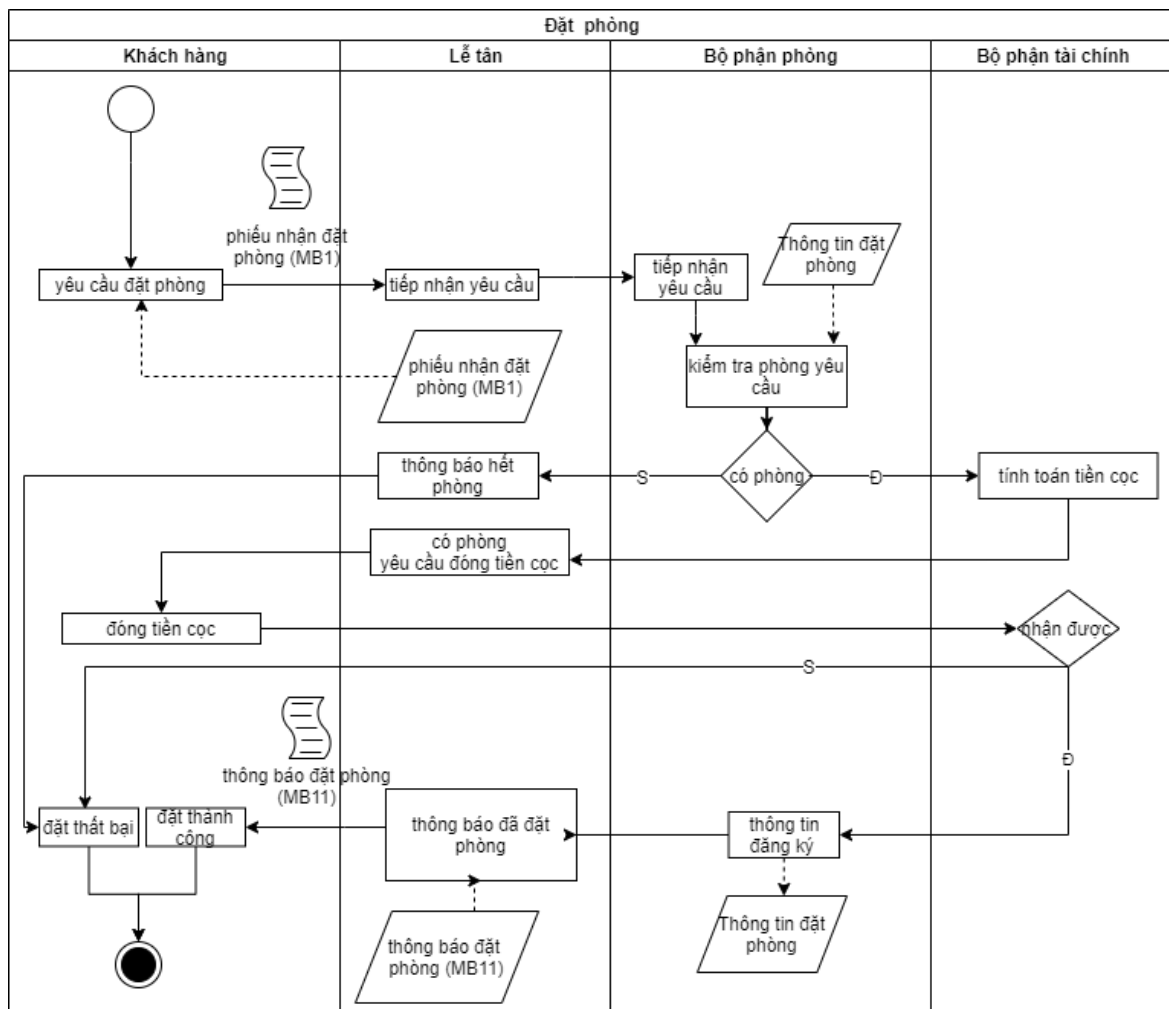 Đặt phòng
Khách hàng
Lễ tân
Bộ phận phòng
Bộ phận tài chính
phiếu nhận đặt
phòng (MB1)
Thông tin đặt
phòng
yêu cầu đặt phòng
tiếp nhận yêu cầu
tiếp nhận
yêu cầu
phiếu nhận đặt
phòng (MB1)
kiểm tra phòng yêu
cầu
thông báo hết
phòng
S
có phòng
Đ
tính toán tiền cọc
có phòng
yêu cầu đóng tiền cọc
đóng tiền cọc
nhận được
S
Đ
thông báo đặt phòng
(MB11)
đặt thất bại
đặt thành
công
thông báo đã đặt
phòng
thông tin
đăng ký
thông báo đặt
phòng (MB11)
Thông tin đặt
phòng